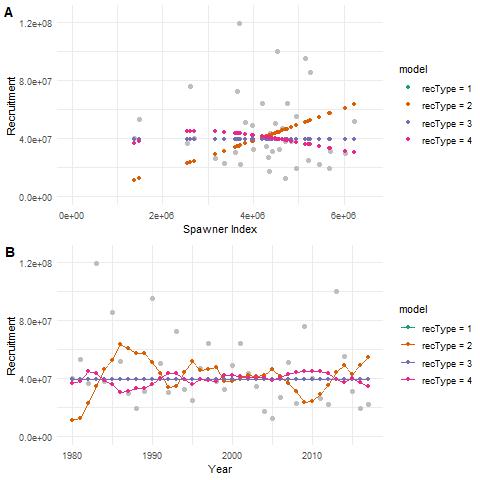 A
1.2e+08
8.0e+07
4.0e+07
0.0e+00
Recruitment
0e+00 2e+06 4e+06 6e+06
Spawner Index
model
recType = 1
recType = 2
recType = 3
recType = 4
B
1.2e+08
8.0e+07
4.0e+07
0.0e+00
Recruitment
1980 1990 2000 2010
Year
model
recType = 1
recType = 2
recType = 3
recType = 4